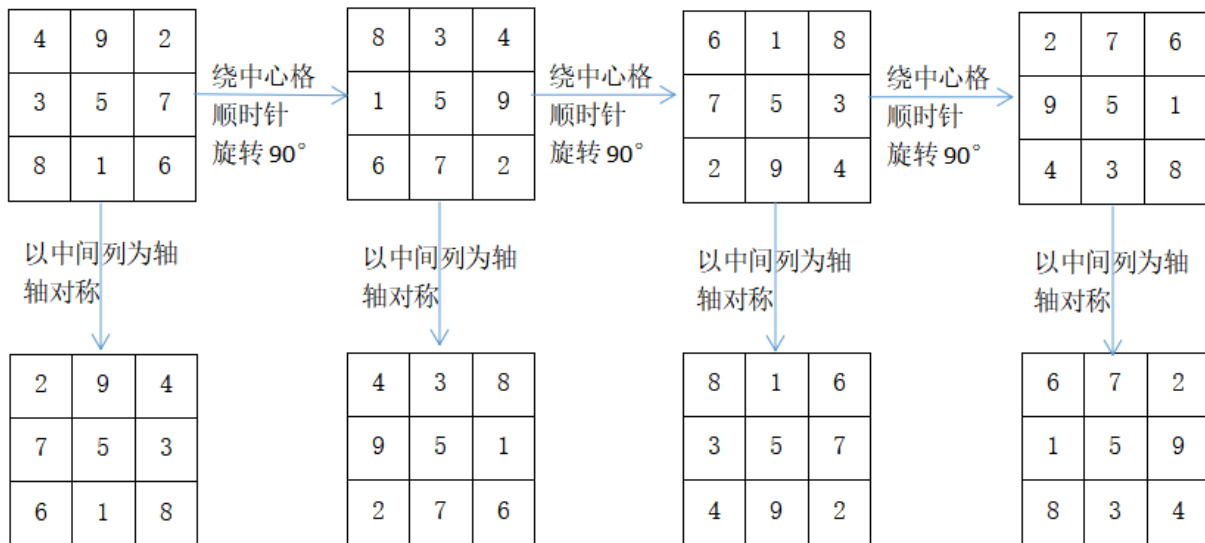 4 9 2
3 5 7
8 1 6
绕中心格
顺时针
旋转 90°
8 3 4
1 5 9
6 7 2
绕中心格
顺时针
旋转 90°
6 1 8
7 5 3
2 9 4
绕中心格
顺时针
旋转 90°
2 7 6
9 5 1
4 3 8
以中间列为轴
轴对称
以中间列为轴
轴对称
以中间列为轴
轴对称
以中间列为轴
轴对称
2 9 4
7 5 3
6 1 8
4 3 8
9 5 1
2 7 6
8 1 6
3 5 7
4 9 2
6 7 2
1 5 9
8 3 4